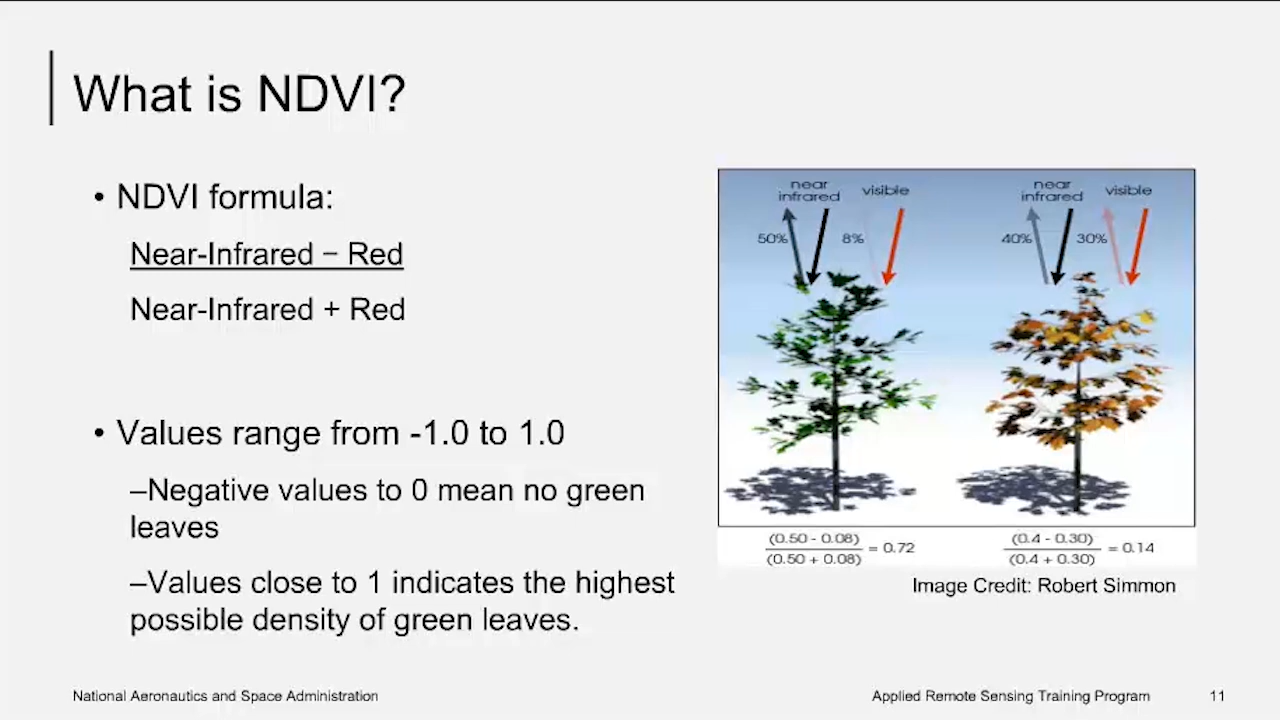 What is NDVI?
• NDVI formula:
Near-Infrared − Red
Near-Infrared + Red
• Values range from -1.0 to 1.0
–Negative values to 0 mean no green
leaves
–Values close to 1 indicates the highest
possible density of green leaves.
near
infrared
visible
near
infrared
visible
50%
8%
40%
30%
(0.50 - 0.08)
(0.50 + 0.08)
= 0.72
(0.4 - 0.30)
(0.4 + 0.30)
= 0.14
Image Credit: Robert Simmon
National Aeronautics and Space Administration
Applied Remote Sensing Training Program
11